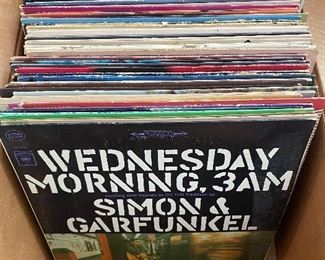 WEDNESDAY
MORNING, 3AM
SIMON &
GARFUNKEL